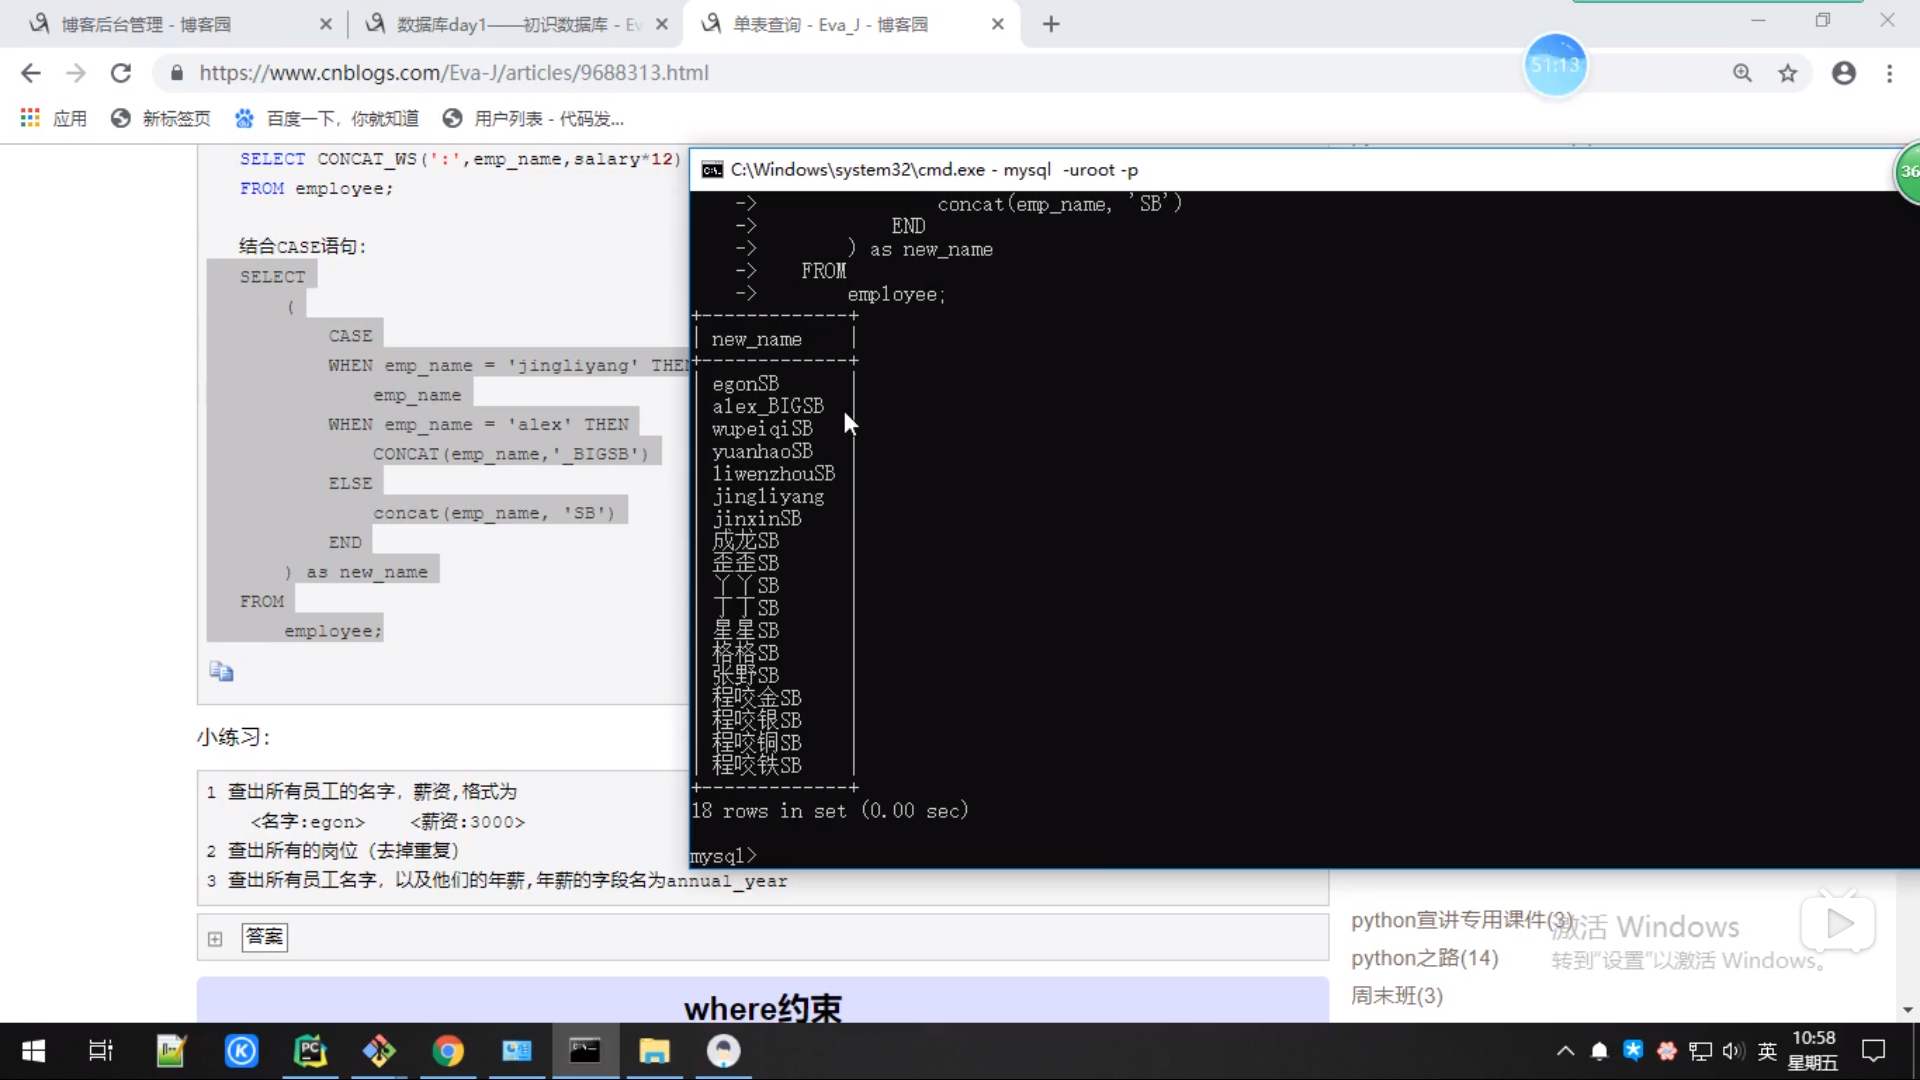 博客后台管理 - 博客园
数据库day1——初识数据库 - Ev
单表查询 - Eva_J - 博客园
https://www.cnblogs.com/Eva-J/articles/9688313.html
51:13
应用
新标签页
百度一下，你就知道
用户列表 - 代码发...
SELECT CONCAT_WS(':',emp_name,salary*12)
FROM employee;
结合CASE语句:
SELECT
(
CASE
WHEN emp_name = 'jingliyang' THEN
emp_name
WHEN emp_name = 'alex' THEN
CONCAT(emp_name,'_BIGSB')
ELSE
concat(emp_name, 'SB')
END
) as new_name
FROM
employee;
小练习：
1 查出所有员工的名字，薪资,格式为
<名字:egon> <薪资:3000>
2 查出所有的岗位（去掉重复）
3 查出所有员工名字，以及他们的年薪,年薪的字段名为annual_year
答案
where约束
C:\Windows\system32\cmd.exe - mysql  -uroot -p
36
-> concat(emp_name, 'SB')
-> END
-> ) as new_name
-> FROM
-> employee;
+-------------+
| new_name |
+-------------+
| egonSB |
| alex_BIGSB |
| wupeiqiSB |
| yuanhaoSB |
| liwenzhouSB |
| jingliyang |
| jinxinSB |
| 成龙SB |
| 歪歪SB |
| 丫丫SB |
| 丁丁SB |
| 星星SB |
| 格格SB |
| 张野SB |
| 程咬金SB |
| 程咬银SB |
| 程咬铜SB |
| 程咬铁SB |
+-------------+
18 rows in set (0.00 sec)
mysql>
python宣讲专用课件(3)
python之路(14)
周末班(3)
激活 Windows
转到“设置”以激活 Windows。
英
10:58
星期五